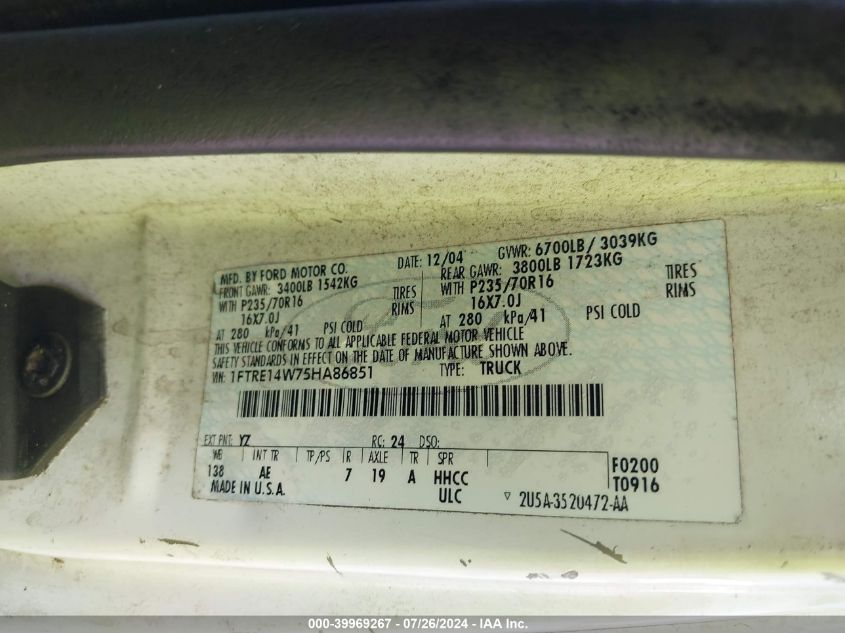 MFD. BY FORD MOTOR CO.
DATE: 12/04 GVWR: 6700LB / 3039KG
FRONT GAWR: 3400LB 1542KG
REAR GAWR: 3800LB 1723KG
WITH P235/70R16 TIRES
WITH P235/70R16 TIRES
16X7.0J RIMS
16X7.0J RIMS
AT 280 kPa/41 PSI COLD
AT 280 kPa/41 PSI COLD
THIS VEHICLE CONFORMS TO ALL APPLICABLE FEDERAL MOTOR VEHICLE
SAFETY STANDARDS IN EFFECT ON THE DATE OF MANUFACTURE SHOWN ABOVE.
VIN: 1FTRE14W75HA86851 TYPE: TRUCK
EXT PNT: YZ RC: 24 DSO:
WB INT TR TP/PS R AXLE TR SPR
138 AE 7 19 A HHCC F0200
MADE IN U.S.A. ULC T0916
▽ 2U5A-3520472-AA
000-39969267 - 07/26/2024 - IAA Inc.